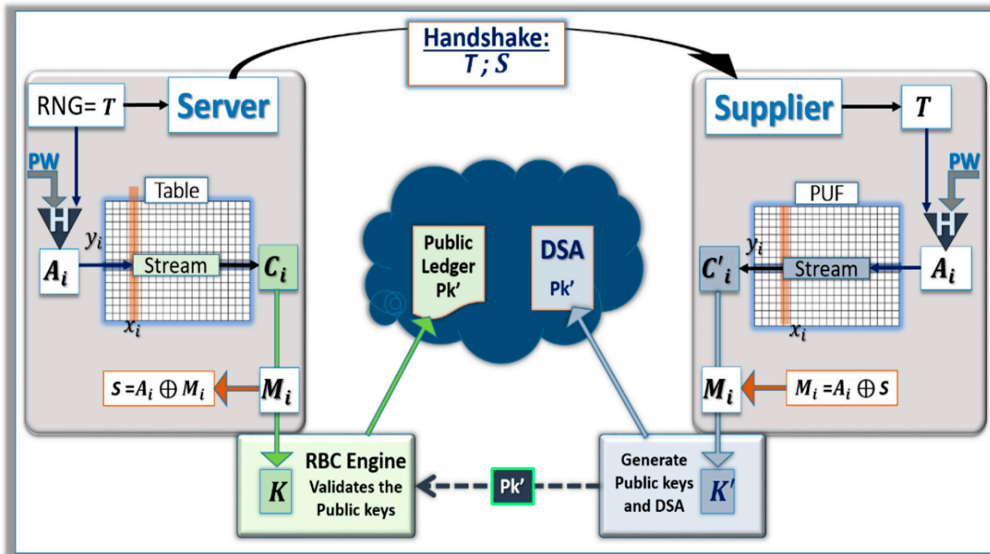 Handshake:
T ; S
RNG= T
Server
PW
H
A_i
y_i
Table
Stream
x_i
C_i
S =A_i ⊕ M_i
M_i
K
RBC Engine
Validates the
Public keys
Public
Ledger
Pk'
DSA
Pk'
Pk'
Supplier
T
PW
H
A_i
PUF
y_i
Stream
x_i
C'_i
M_i
M_i =A_i ⊕ S
Generate
Public keys
and DSA
K'